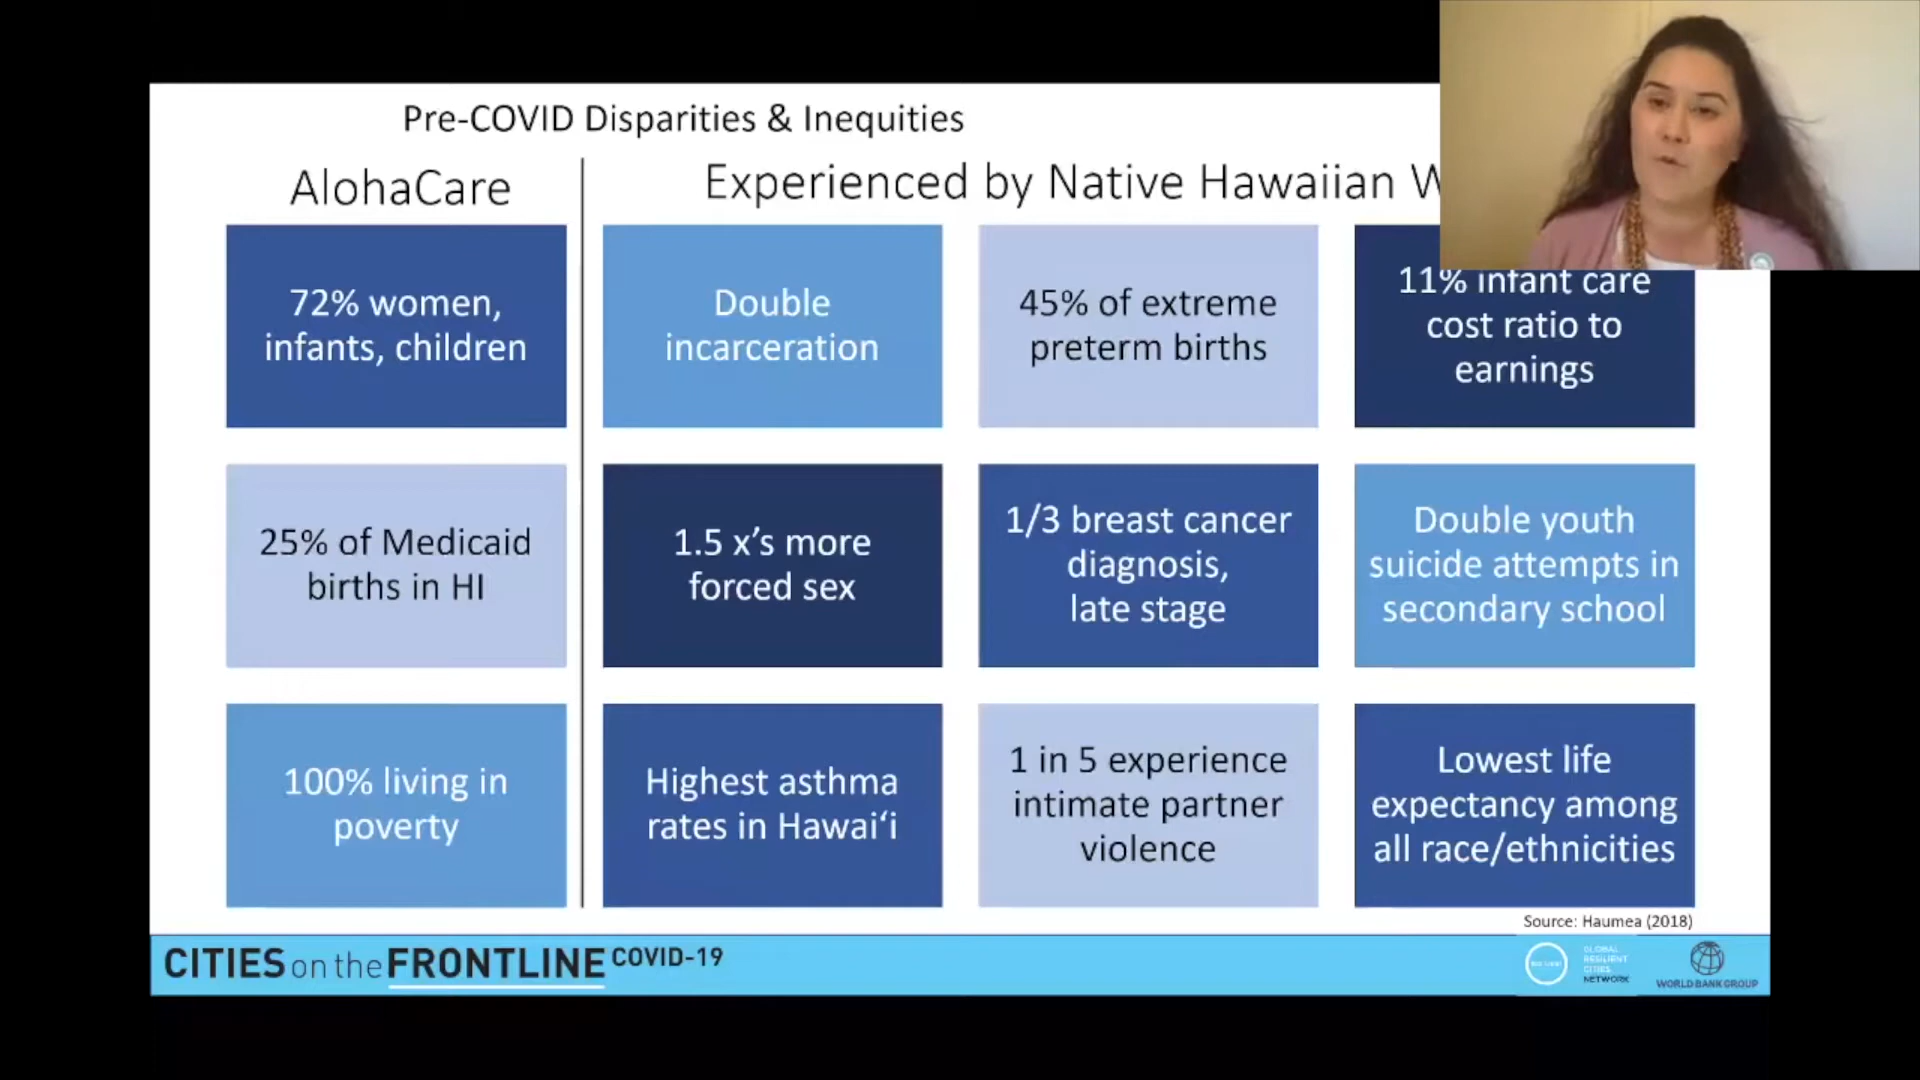 Pre-COVID Disparities & Inequities
AlohaCare
Experienced by Native Hawaiian
72% women,
infants, children
Double
incarceration
45% of extreme
preterm births
11% infant care
cost ratio to
earnings
25% of Medicaid
births in HI
1.5 x’s more
forced sex
1/3 breast cancer
diagnosis,
late stage
Double youth
suicide attempts in
secondary school
100% living in
poverty
Highest asthma
rates in Hawai‘i
1 in 5 experience
intimate partner
violence
Lowest life
expectancy among
all race/ethnicities
Source: Haumea (2018)
CITIES on the FRONTLINE COVID-19
GLOBAL
RESILIENT
CITIES
NETWORK
WORLD BANK GROUP